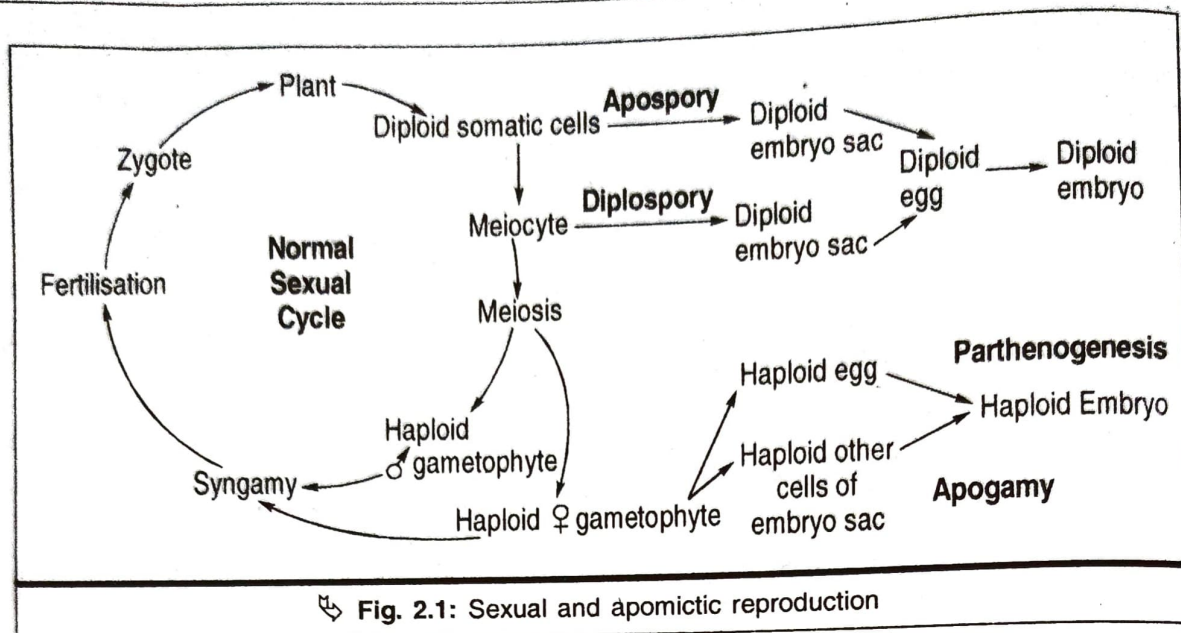 Plant
Diploid somatic cells
Apospory
Diploid
embryo sac
Diploid
egg
Diploid
embryo
Zygote
Meiocyte
Diplospory
Diploid
embryo sac
Normal
Sexual
Cycle
Fertilisation
Meiosis
Parthenogenesis
Haploid egg
Haploid Embryo
Haploid
♂ gametophyte
Haploid other
cells of
embryo sac
Apogamy
Syngamy
Haploid ♀ gametophyte
Fig. 2.1: Sexual and apomictic reproduction